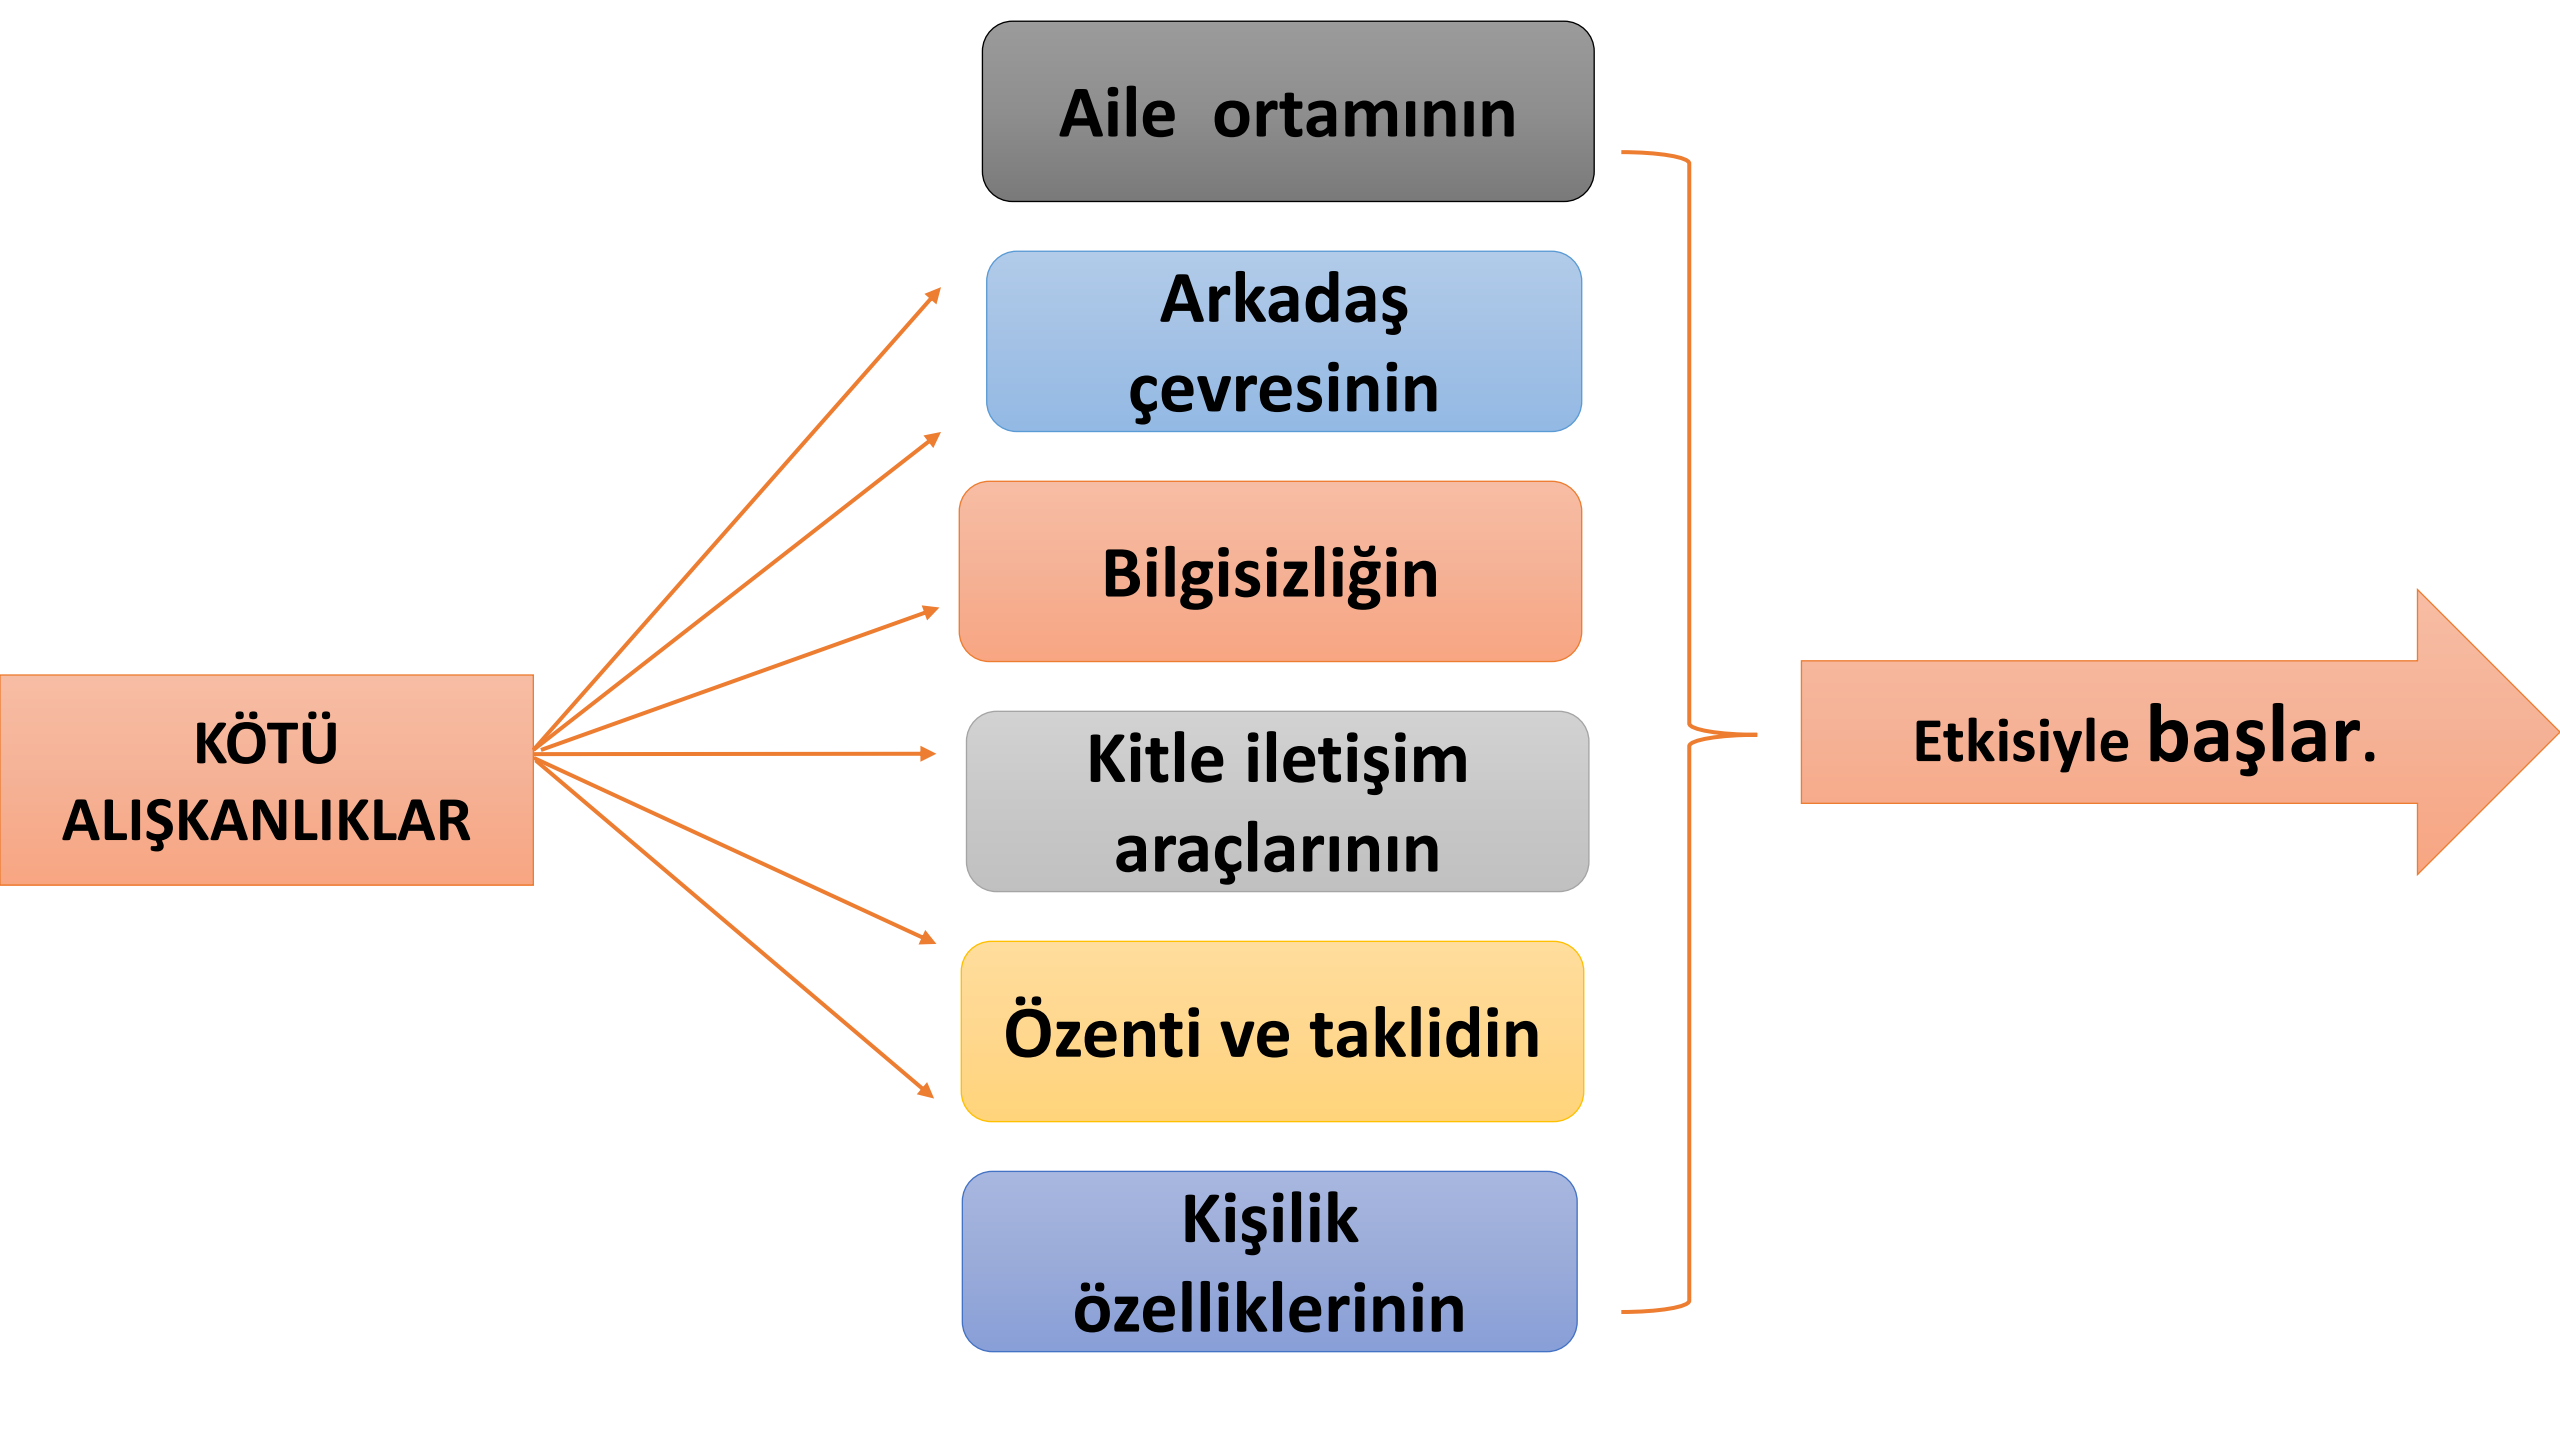 KÖTÜ
ALIŞKANLIKLAR
Aile  ortamının
Arkadaş
çevresinin
Bilgisizliğin
Kitle iletişim
araçlarının
Özenti ve taklidin
Kişilik
özelliklerinin
Etkisiyle başlar.